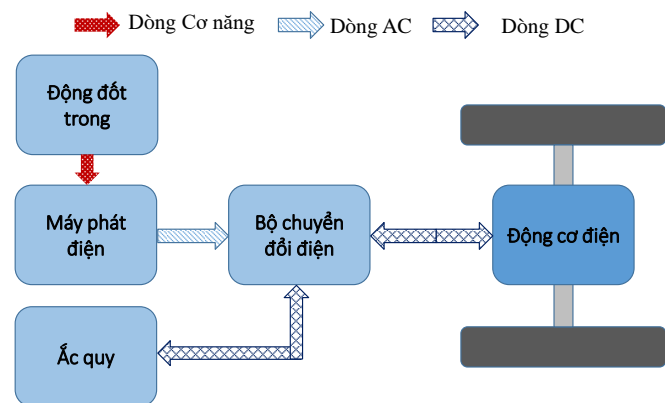 Dòng Cơ năng
Dòng AC
Dòng DC
Động đốt
trong
Máy phát
điện
Bộ chuyển
đổi điện
Động cơ điện
Ắc quy